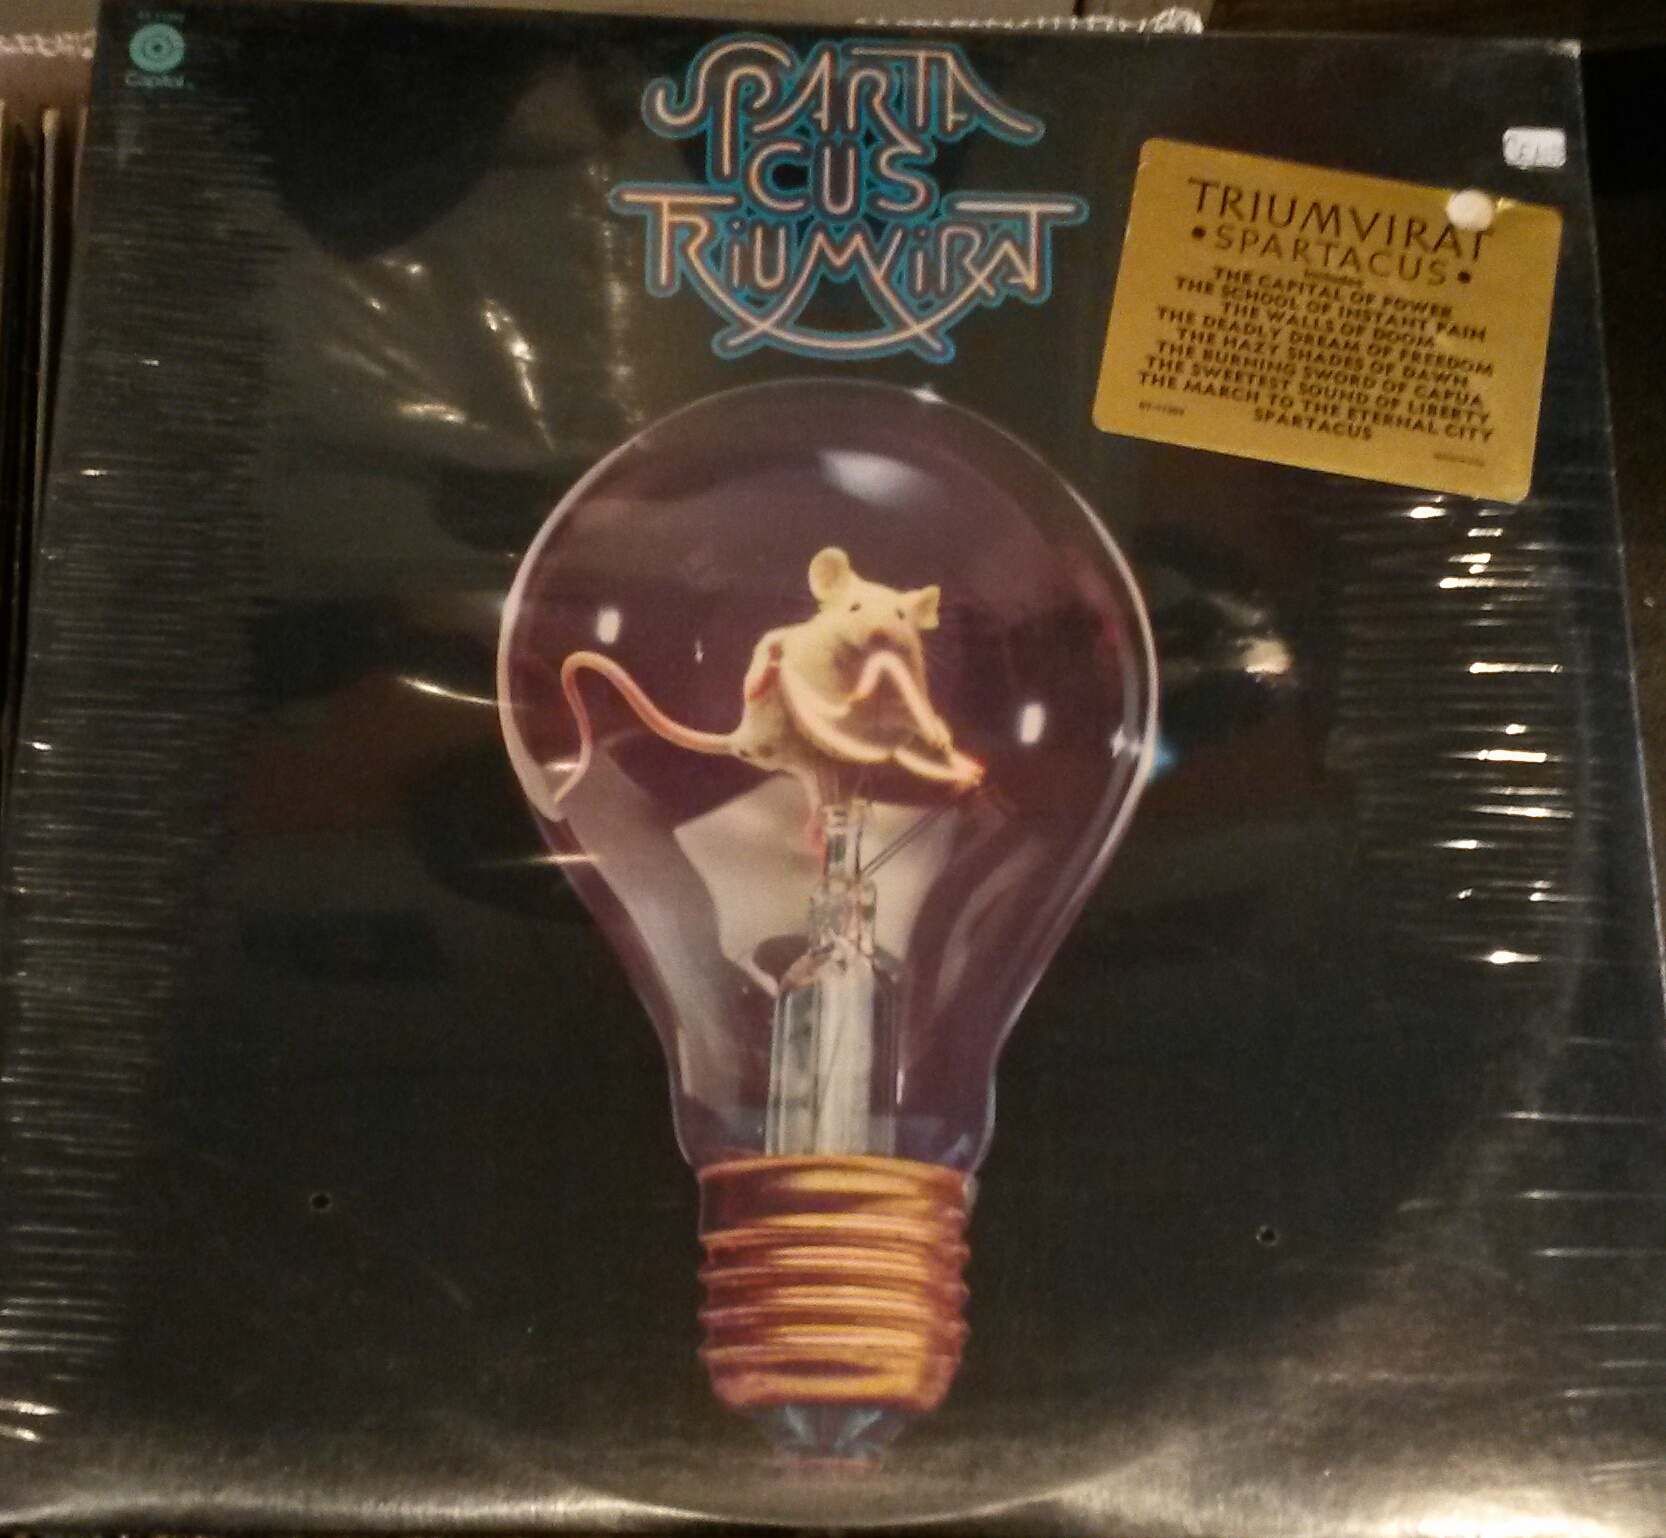 Capitol
SPARTA
CUS
TRIUMVIRAT
TRIUMVIRAT
• SPARTACUS •
includes
THE CAPITAL OF POWER
THE SCHOOL OF INSTANT PAIN
THE WALLS OF DOOM
THE DEADLY DREAM OF FREEDOM
THE HAZY SHADES OF DAWN
THE BURNING SWORD OF CAPUA
THE SWEETEST SOUND OF LIBERTY
THE MARCH TO THE ETERNAL CITY
SPARTACUS